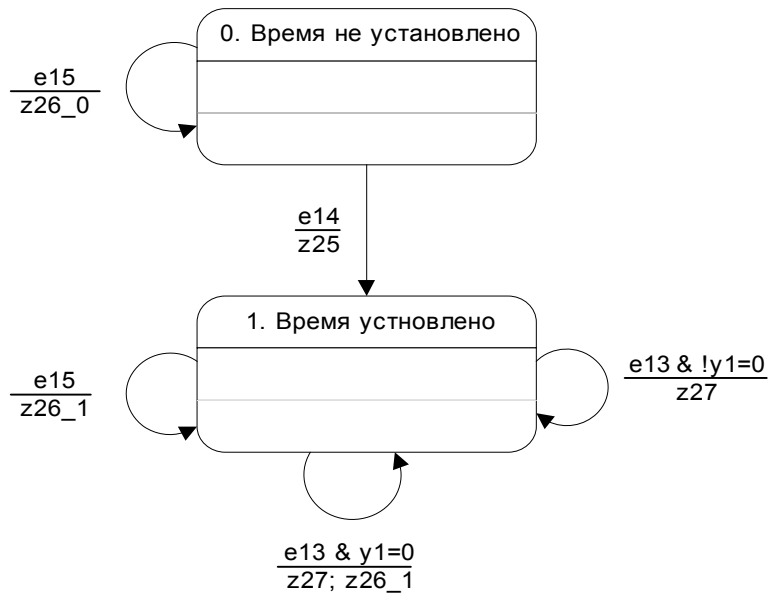 0. Время не установлено
e15
z26_0
e14
z25
1. Время устновлено
e15
z26_1
e13 & !y1=0
z27
e13 & y1=0
z27; z26_1